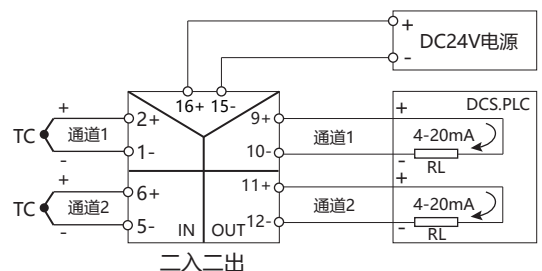 +
DC24V电源
-
16+ 15-
+
2+
9+
+
DCS.PLC
TC
通道1
通道1
4-20mA
-
1-
10-
-
RL
+
6+
11+
+
TC
通道2
通道2
4-20mA
-
5-
IN
OUT
12-
-
RL
二入二出